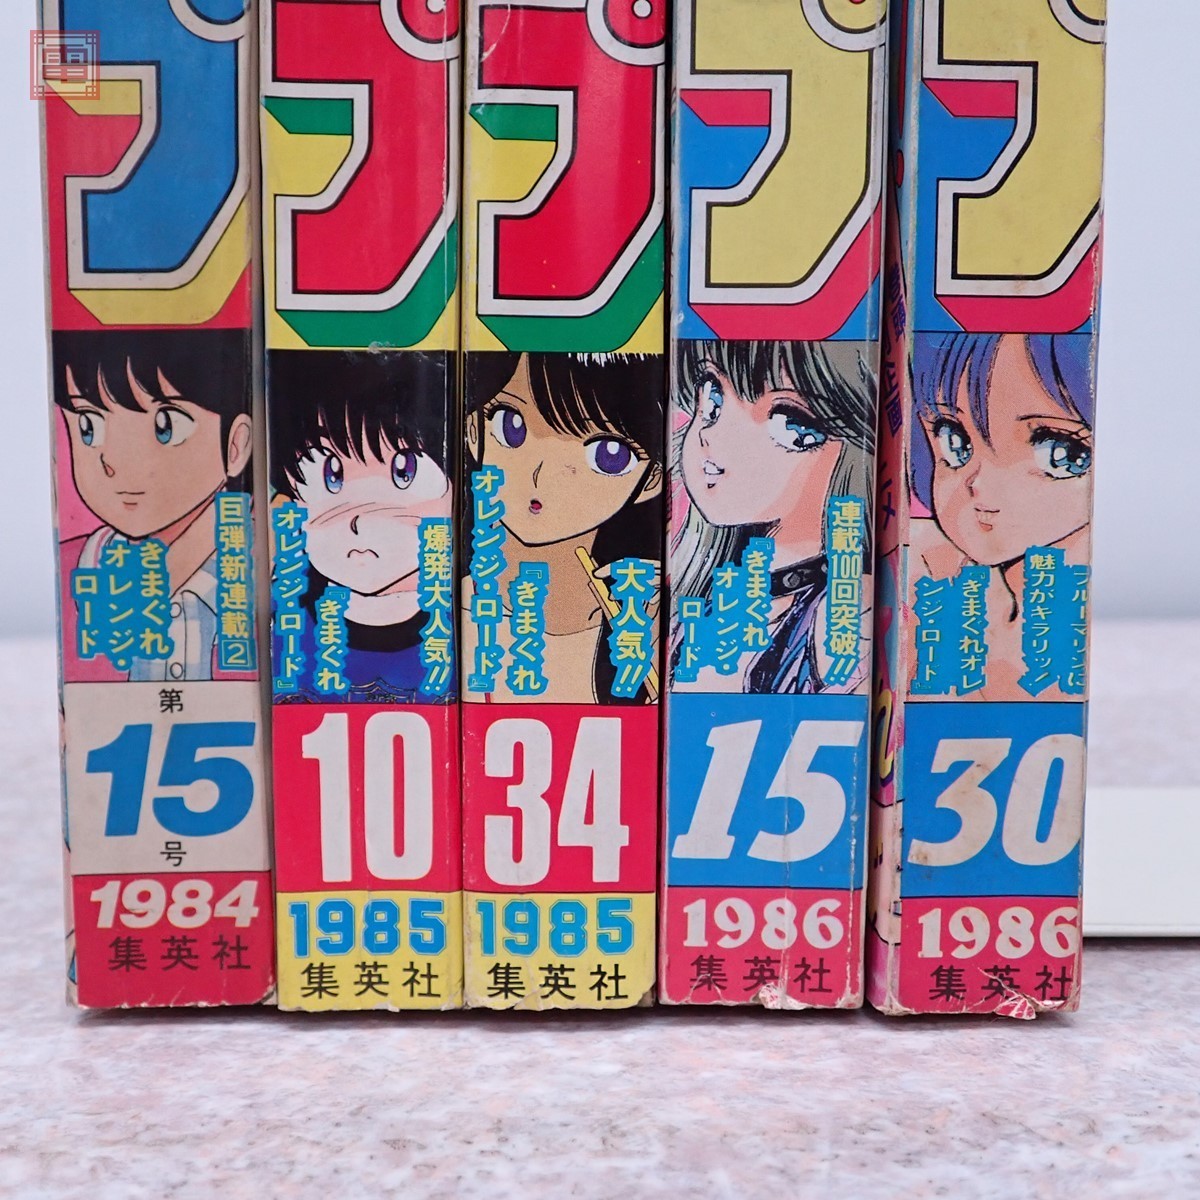 プ
巨弾新連載2
きまぐれ
オレンジ・
ロード
第
15
号
1984
集英社
プ
爆発大人気!!
『きまぐれ
オレンジ・ロード』
10
1985
集英社
プ
大人気!!
『きまぐれ
オレンジ・ロード』
34
1985
集英社
プ
連載100回突破!!
『きまぐれ
オレンジ・
ロード』
15
1986
集英社
プ
ブルーマリンに
魅力がキラリッ!
『きまぐれオレ
ンジ・ロード』
30
1986
集英社